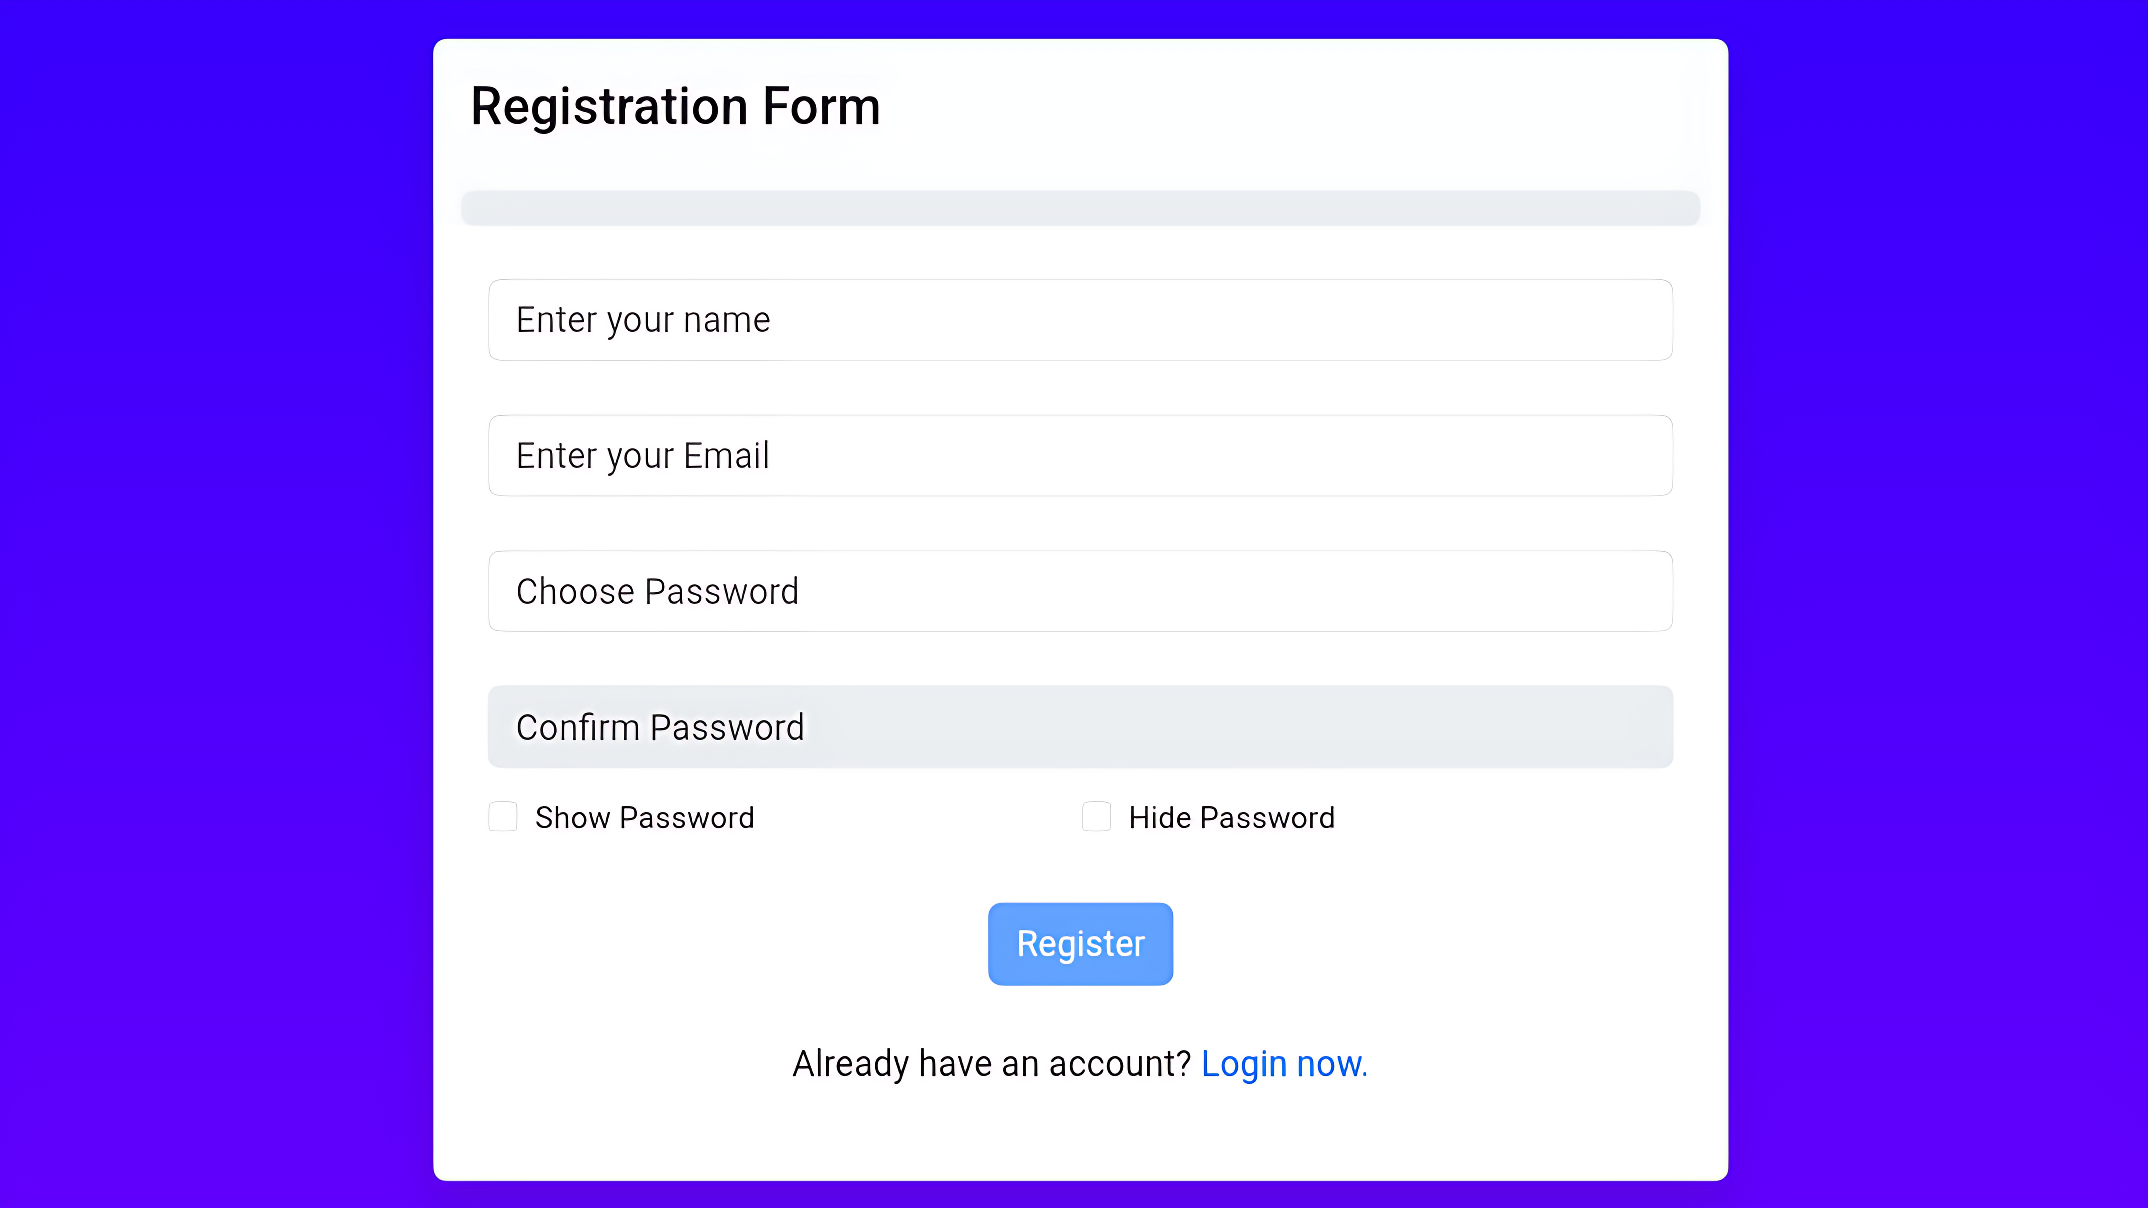 Registration Form
Enter your name
Enter your Email
Choose Password
Confirm Password
Show Password Hide Password
Register
Already have an account? Login now.